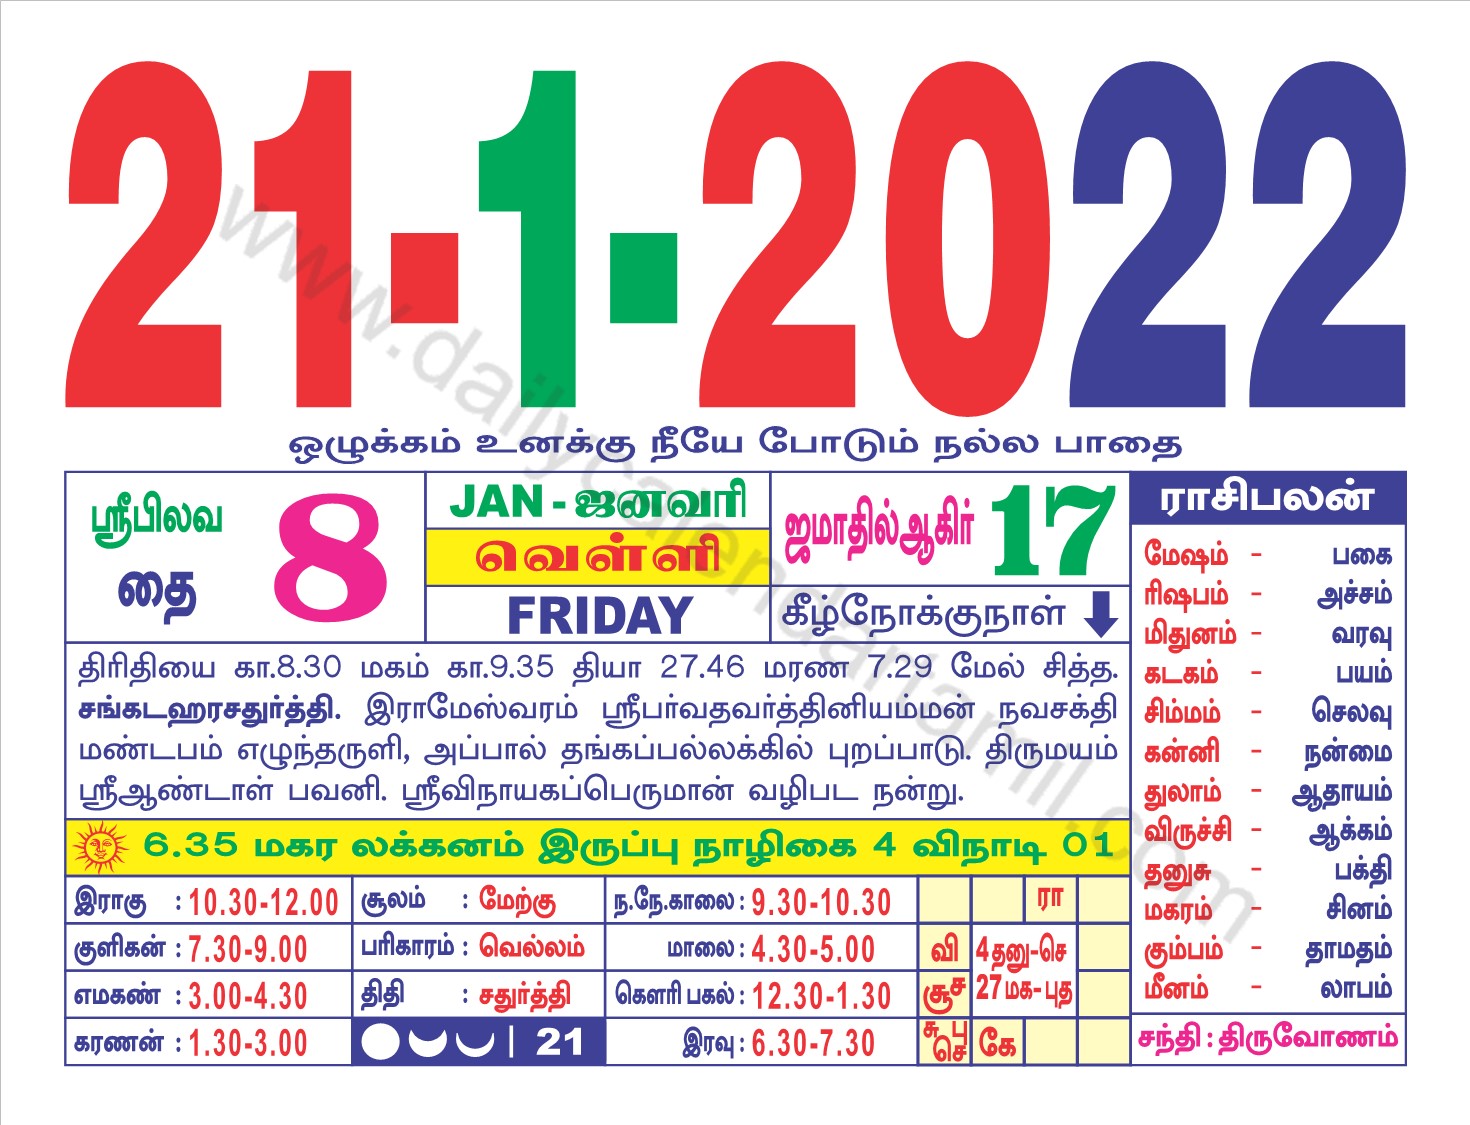 21-1-2022
ஒழுக்கம் உனக்கு நீயே போடும் நல்ல பாதை
ஸ்ரீபிலவ
தை
8
JAN - ஜனவரி
வெள்ளி
FRIDAY
ஜமாதில்ஆகிர் 17
கீழ்நோக்குநாள்
திரிதியை கா.8.30 மகம் கா.9.35 தியா 27.46 மரண 7.29 மேல் சித்த.
சங்கடஹரசதுர்த்தி. இராமேஸ்வரம் ஸ்ரீபர்வதவர்த்தினியம்மன் நவசக்தி
மண்டபம் எழுந்தருளி, அப்பால் தங்கப்பல்லக்கில் புறப்பாடு. திருமயம்
ஸ்ரீஆண்டாள் பவனி. ஸ்ரீவிநாயகப்பெருமான் வழிபட நன்று.
6.35 மகர லக்கனம் இருப்பு நாழிகை 4 விநாடி 01
இராகு : 10.30-12.00
குளிகன் : 7.30-9.00
எமகண் : 3.00-4.30
கரணன் : 1.30-3.00
சூலம் : மேற்கு
பரிகாரம் : வெல்லம்
திதி : சதுர்த்தி
21
ந.நே.காலை : 9.30-10.30
மாலை : 4.30-5.00
கௌரி பகல் : 12.30-1.30
இரவு : 6.30-7.30
ரா
வி
4தனு-செ
சூச
27மக-புத
சு பு
செ
கே
ராசிபலன்
மேஷம் - பகை
ரிஷபம் - அச்சம்
மிதுனம் - வரவு
கடகம் - பயம்
சிம்மம் - செலவு
கன்னி - நன்மை
துலாம் - ஆதாயம்
விருச்சி - ஆக்கம்
தனுசு - பக்தி
மகரம் - சினம்
கும்பம் - தாமதம்
மீனம் - லாபம்
சந்தி : திருவோணம்
www.dailycalendartamil.com